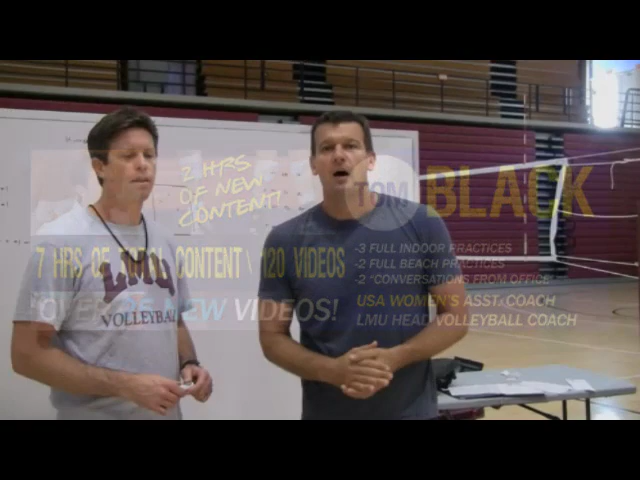 2 HRS
OF NEW
CONTENT!
TOM BLACK
7 HRS OF TOTAL CONTENT \ 120 VIDEOS
NEW VIDEOS!
-3 FULL INDOOR PRACTICES
-2 FULL BEACH PRACTICES
-2 "CONVERSATIONS FROM OFFICE
USA WOMEN'S ASST. COACH
LMU HEAD VOLLEYBALL COACH
LMU
VOLLEYBALL